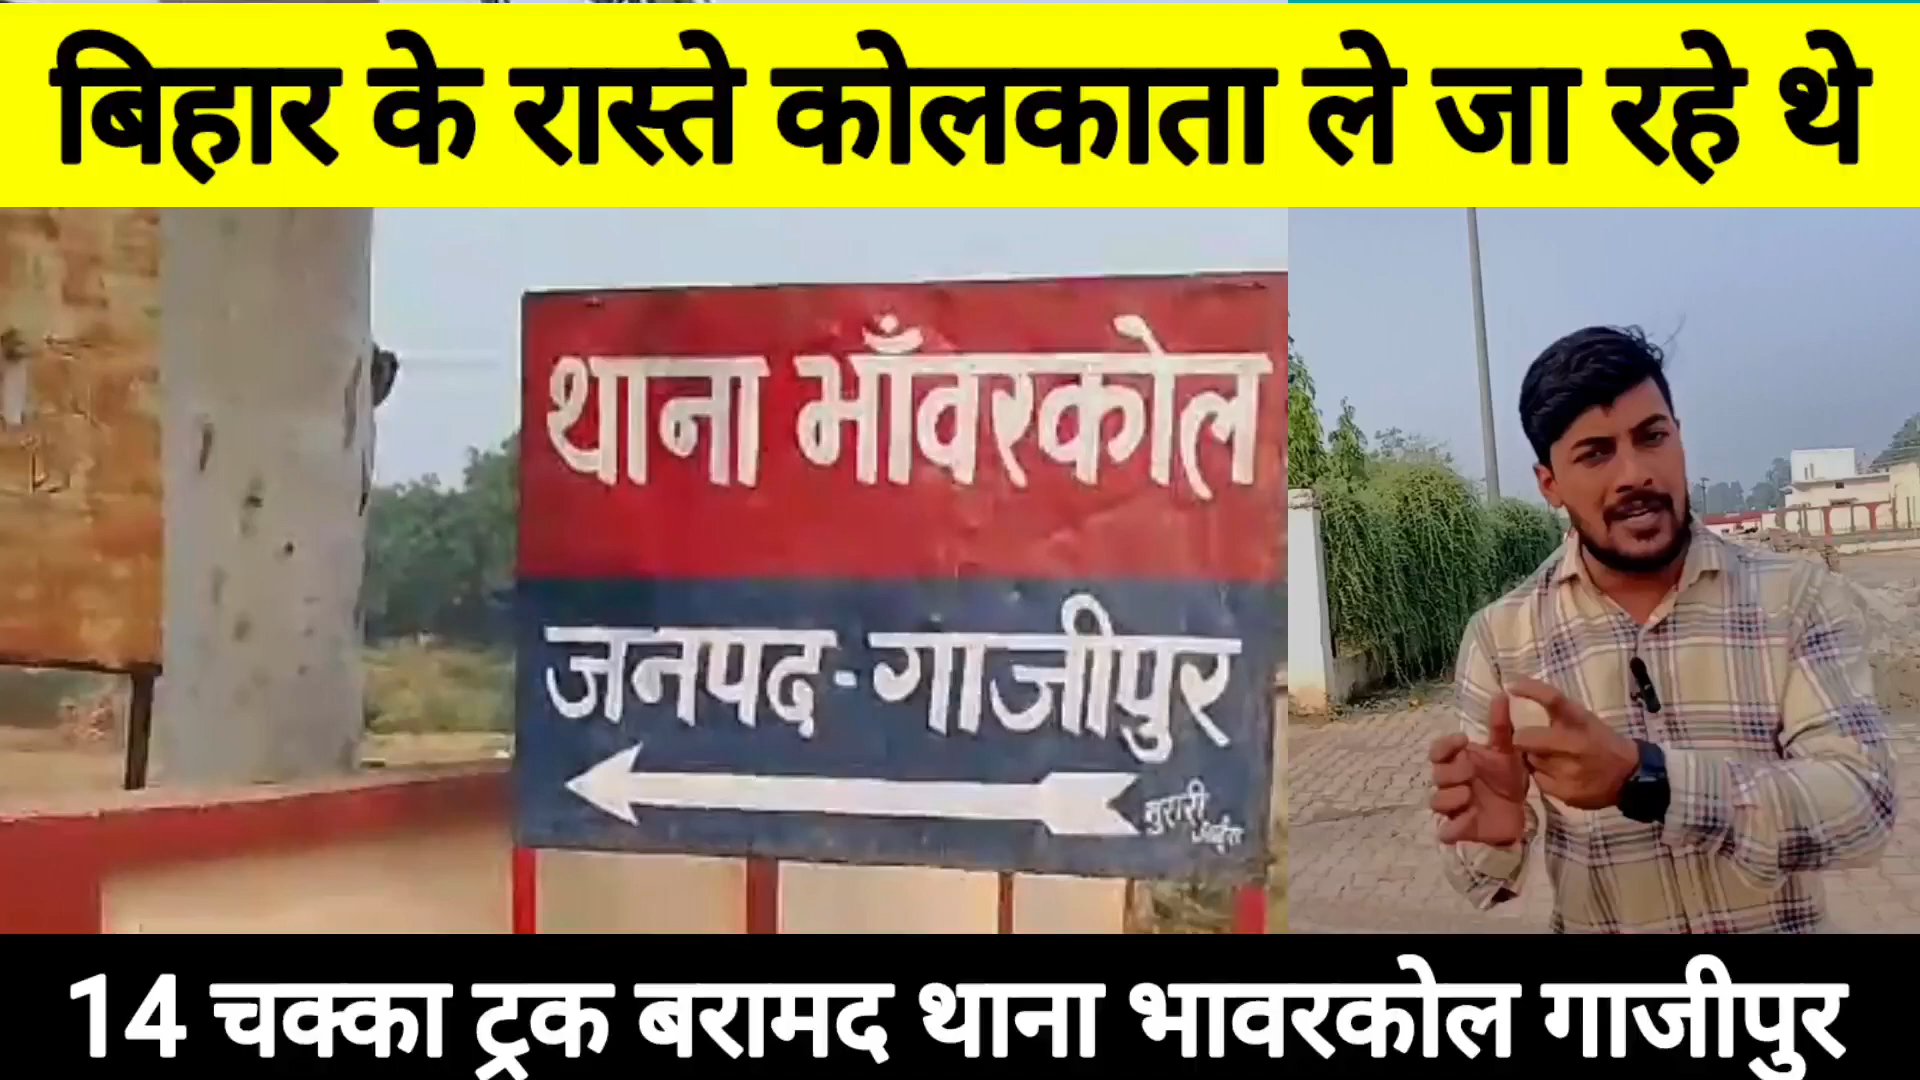 बिहार के रास्ते कोलकाता ले जा रहे थे
थाना भाँवरकोल
जनपद-गाजीपुर
मुरारी
14 चक्का ट्रक बरामद थाना भावरकोल गाजीपुर